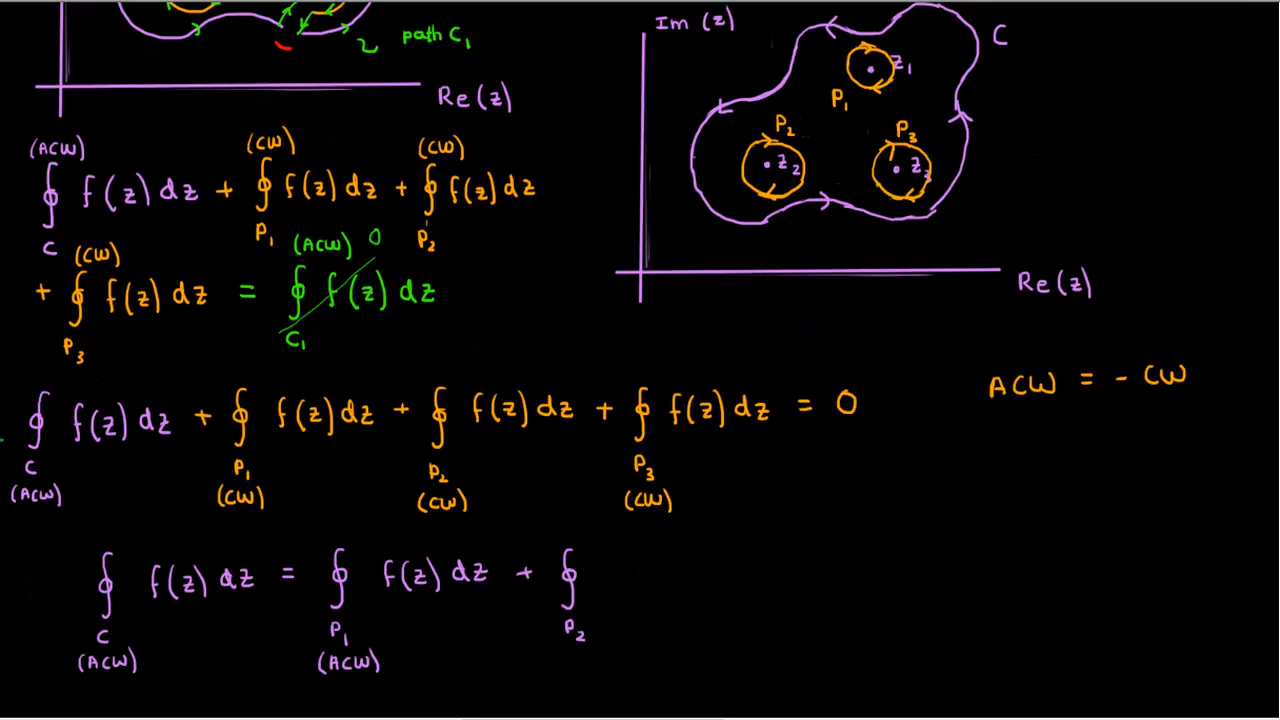 path C₁
2
Re(z)
Im(z)
C
z₁
P₁
P₂
z₂
P₃
z₃
Re(z)
(ACW) (CW) (CW)
∮ f(z) dz + ∮ f(z) dz + ∮ f(z) dz
C P₁ P₂
(CW) (ACW) 0
+ ∮ f(z) dz = ∮ f(z) dz
P₃ C₁
∮ f(z) dz + ∮ f(z) dz + ∮ f(z) dz + ∮ f(z) dz = 0
C P₁ P₂ P₃
(ACW) (CW) (CW) (CW)
ACW = - CW
∮ f(z) dz = ∮ f(z) dz + ∮
C P₁ P₂
(ACW) (ACW)